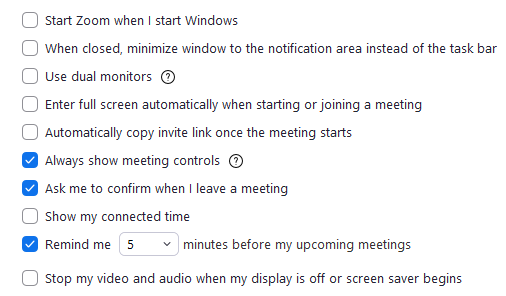 Start Zoom when I start Windows
When closed, minimize window to the notification area instead of the task bar
Use dual monitors ?
Enter full screen automatically when starting or joining a meeting
Automatically copy invite link once the meeting starts
Always show meeting controls ?
Ask me to confirm when I leave a meeting
Show my connected time
Remind me 5 minutes before my upcoming meetings
Stop my video and audio when my display is off or screen saver begins